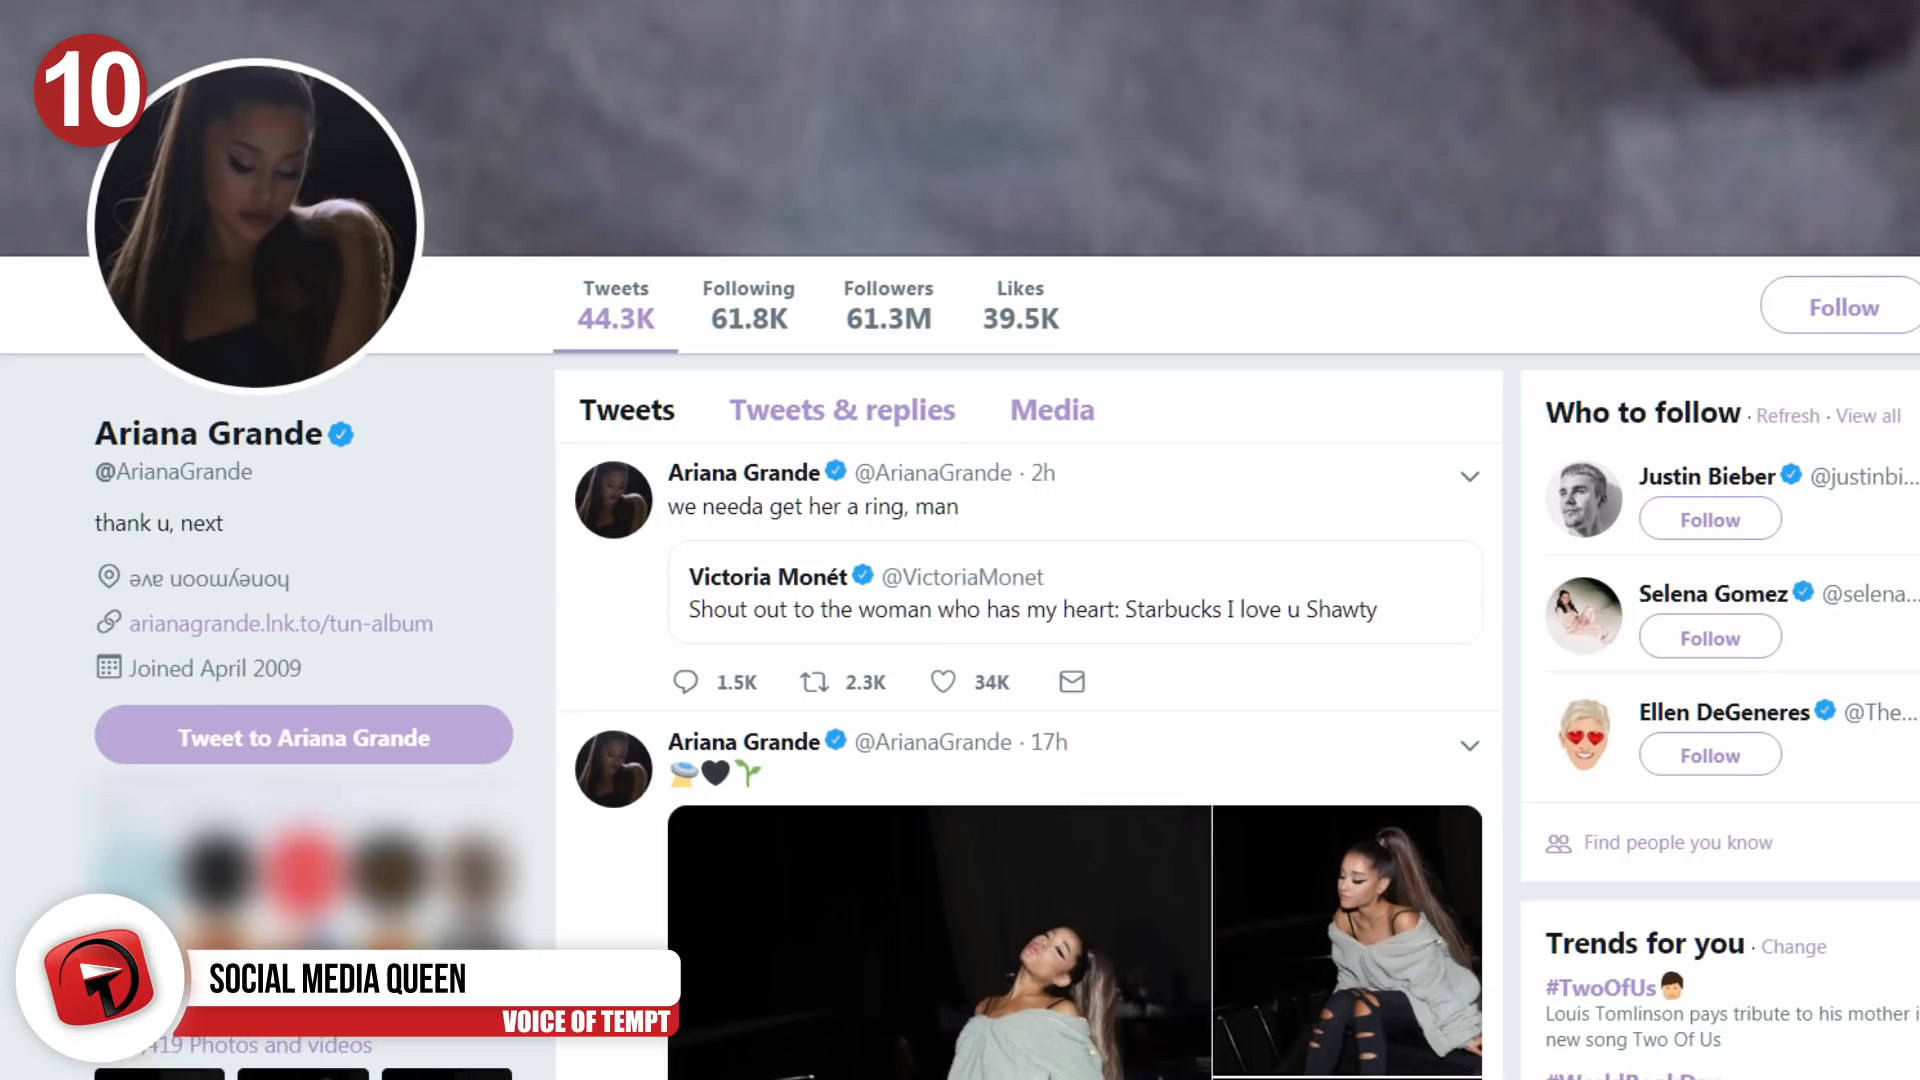 10
Tweets Following Followers Likes
44.3K 61.8K 61.3M 39.5K
Follow
Ariana Grande
@ArianaGrande
thank u, next
ǝʌɐ uooɯʎǝuoɥ
arianagrande.lnk.to/tun-album
Joined April 2009
Tweet to Ariana Grande
Tweets Tweets & replies Media
Ariana Grande @ArianaGrande · 2h
we needa get her a ring, man
Victoria Monét @VictoriaMonet
Shout out to the woman who has my heart: Starbucks I love u Shawty
1.5K 2.3K 34K
Ariana Grande @ArianaGrande · 17h
Who to follow · Refresh · View all
Justin Bieber @justinbi...
Follow
Selena Gomez @selena...
Follow
Ellen DeGeneres @The...
Follow
Find people you know
Trends for you · Change
#TwoOfUs
Louis Tomlinson pays tribute to his mother i
new song Two Of Us
SOCIAL MEDIA QUEEN
VOICE OF TEMPT
419 Photos and videos